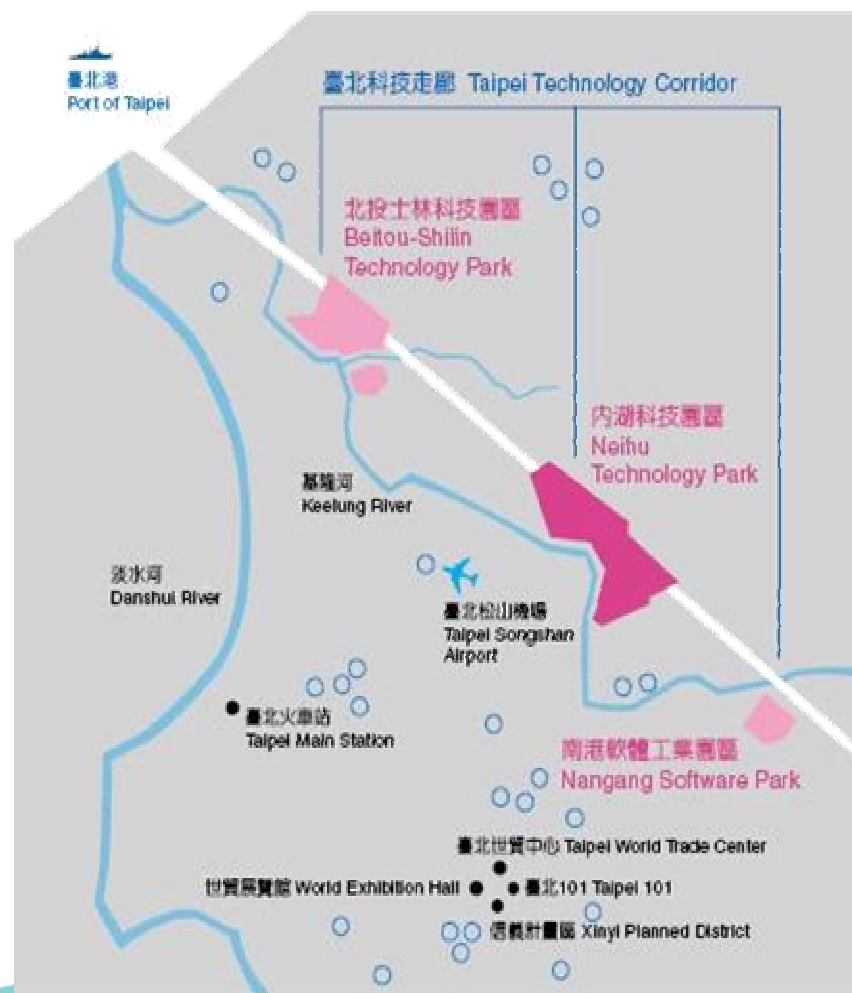 臺北港
Port of Taipei
臺北科技走廊 Taipei Technology Corridor
北投士林科技園區
Beitou-Shilin
Technology Park
內湖科技園區
Neihu
Technology Park
基隆河
Keelung River
淡水河
Danshui River
臺北松山機場
Taipei Songshan
Airport
臺北火車站
Taipei Main Station
南港軟體工業園區
Nangang Software Park
臺北世貿中心 Taipei World Trade Center
世貿展覽館 World Exhibition Hall
臺北101 Taipei 101
信義計畫區 Xinyi Planned District